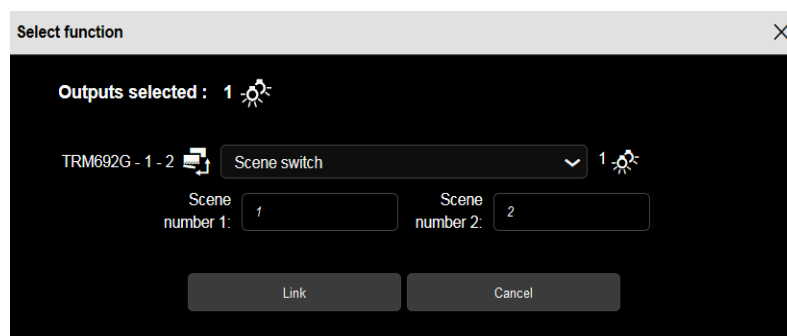 Select function
Outputs selected : 1
TRM692G - 1 - 2 Scene switch 1
Scene number 1: 1 Scene number 2: 2
Link Cancel